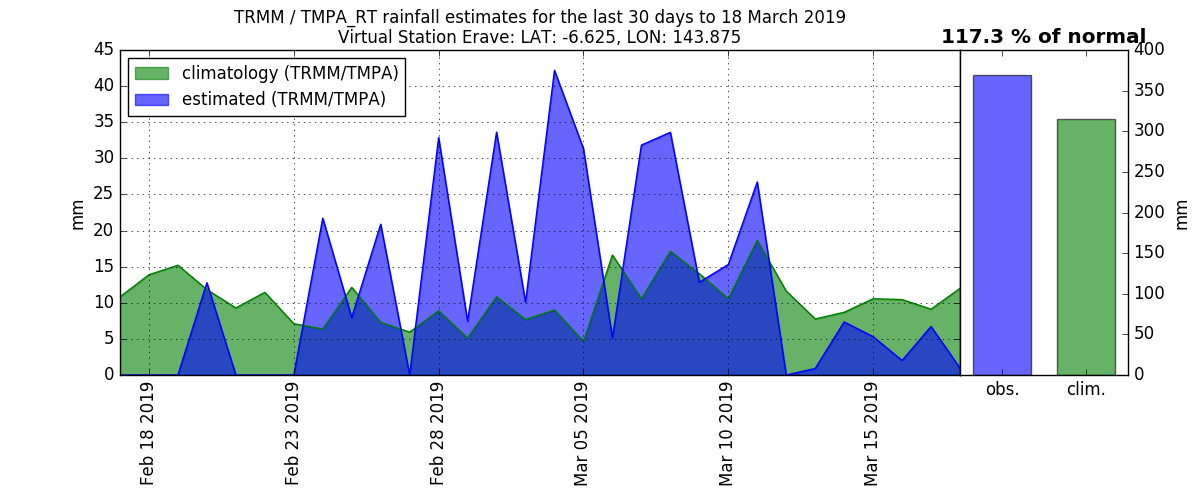 TRMM / TMPA_RT rainfall estimates for the last 30 days to 18 March 2019
Virtual Station Erave: LAT: -6.625, LON: 143.875
117.3 % of normal
climatology (TRMM/TMPA)
estimated (TRMM/TMPA)
45
40
35
30
25
20
15
10
5
0
mm
Feb 18 2019
Feb 23 2019
Feb 28 2019
Mar 05 2019
Mar 10 2019
Mar 15 2019
obs.
clim.
400
350
300
250
200
150
100
50
0
mm